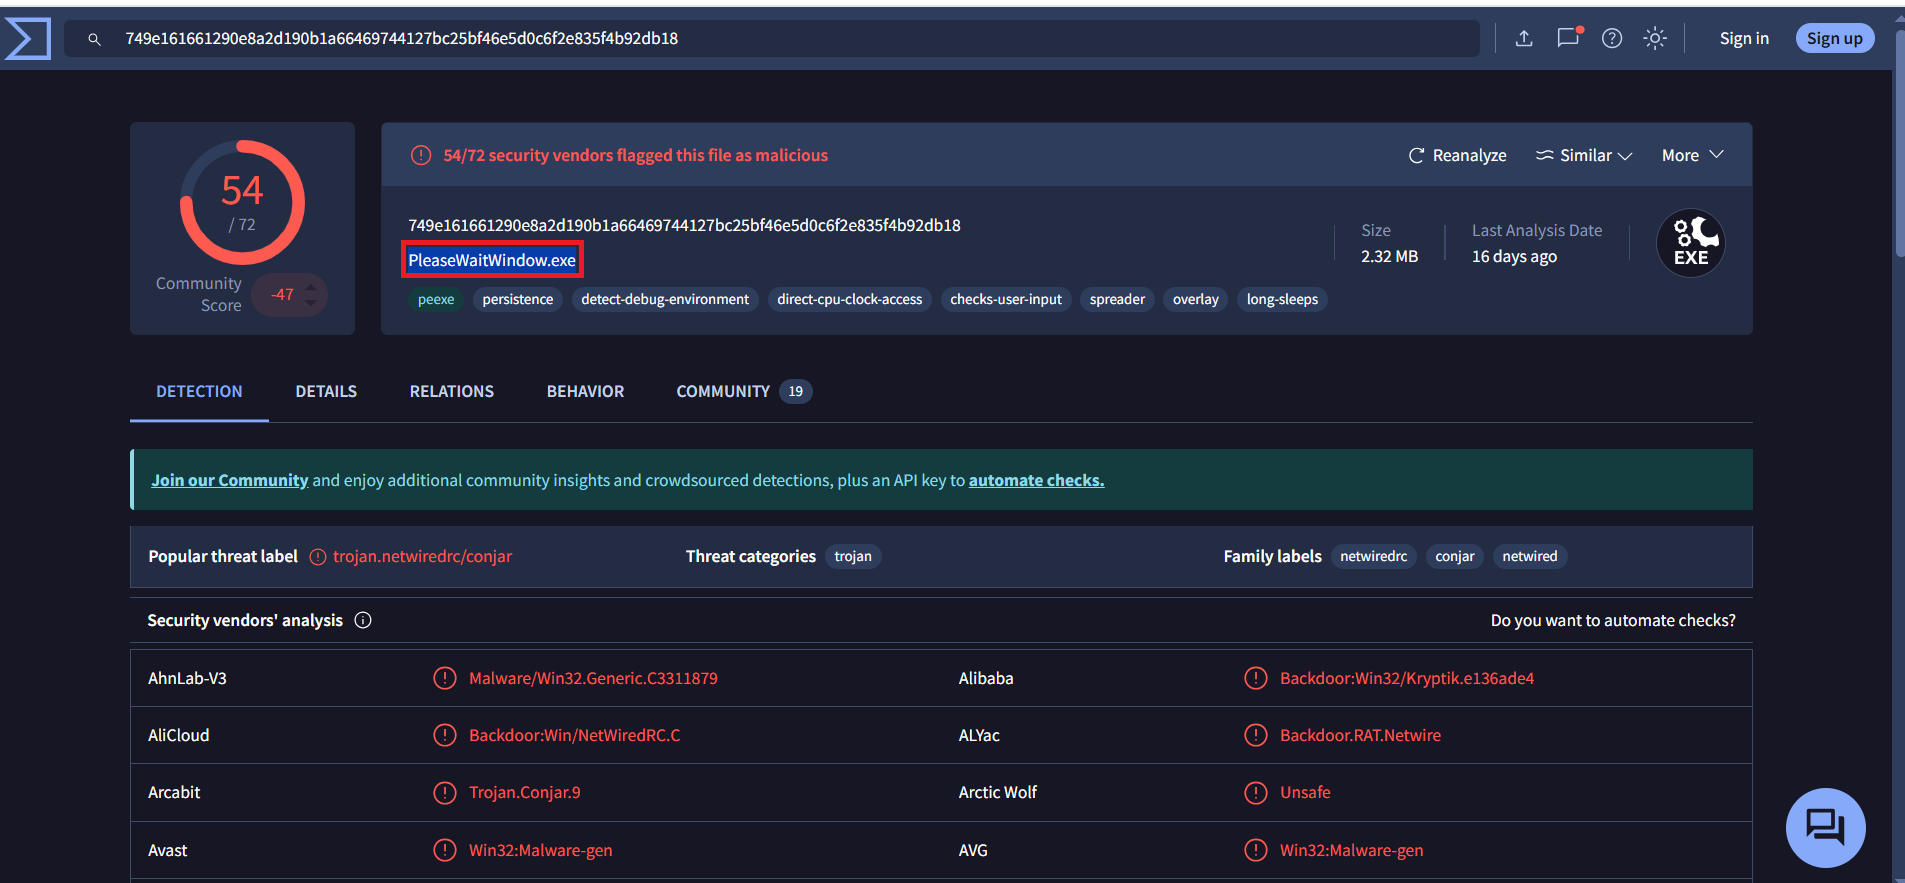 749e161661290e8a2d190b1a66469744127bc25bf46e5d0c6f2e835f4b92db18
Sign in
Sign up
54
/ 72
Community Score
-47
54/72 security vendors flagged this file as malicious
Reanalyze
Similar
More
749e161661290e8a2d190b1a66469744127bc25bf46e5d0c6f2e835f4b92db18
PleaseWaitWindow.exe
peexe persistence detect-debug-environment direct-cpu-clock-access checks-user-input spreader overlay long-sleeps
Size
2.32 MB
Last Analysis Date
16 days ago
EXE
DETECTION DETAILS RELATIONS BEHAVIOR COMMUNITY 19
Join our Community and enjoy additional community insights and crowdsourced detections, plus an API key to automate checks.
Popular threat label trojan.netwiredrc/conjar Threat categories trojan Family labels netwiredrc conjar netwired
Security vendors' analysis Do you want to automate checks?
AhnLab-V3 Malware/Win32.Generic.C3311879 Alibaba Backdoor:Win32/Kryptik.e136ade4
AliCloud Backdoor:Win/NetWiredRC.C ALYac Backdoor.RAT.Netwire
Arcabit Trojan.Conjar.9 Arctic Wolf Unsafe
Avast Win32:Malware-gen AVG Win32:Malware-gen